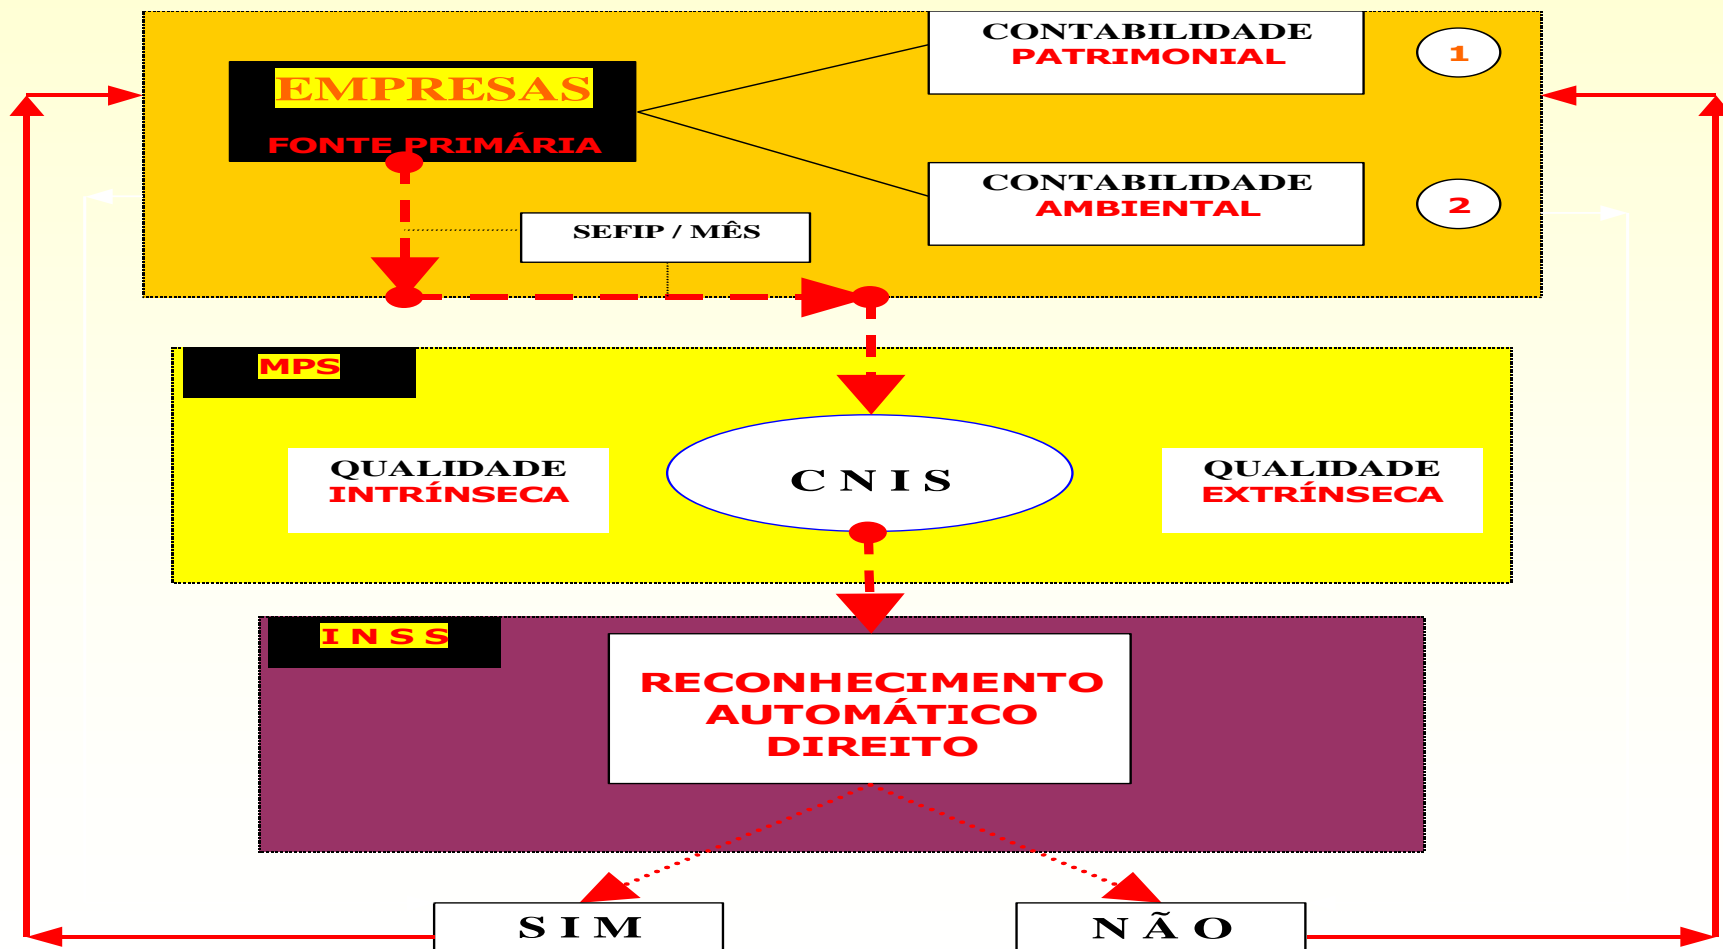 CONTABILIDADE
PATRIMONIAL
1
EMPRESAS
FONTE PRIMÁRIA
CONTABILIDADE
AMBIENTAL
2
SEFIP / MÊS
MPS
QUALIDADE
INTRÍNSECA
C N I S
QUALIDADE
EXTRÍNSECA
I N S S
RECONHECIMENTO
AUTOMÁTICO
DIREITO
S I M
N Ã O